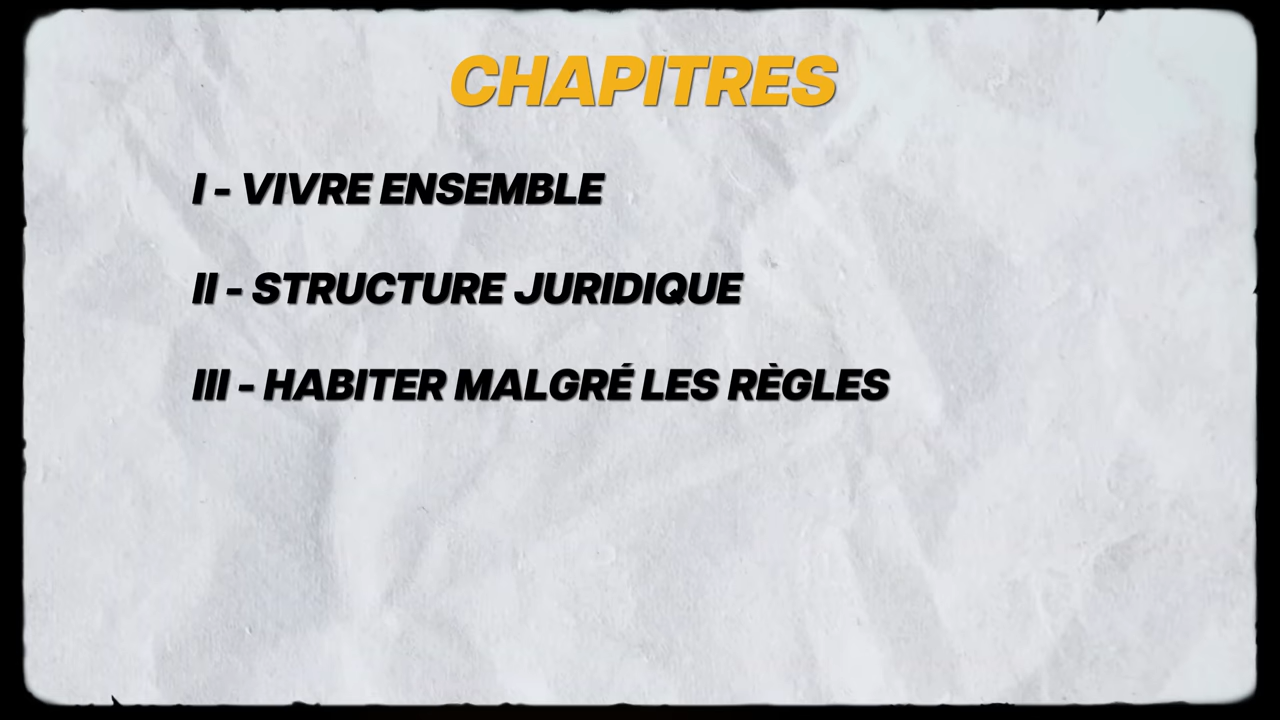 CHAPITRES
I - VIVRE ENSEMBLE
II - STRUCTURE JURIDIQUE
III - HABITER MALGRÉ LES RÈGLES